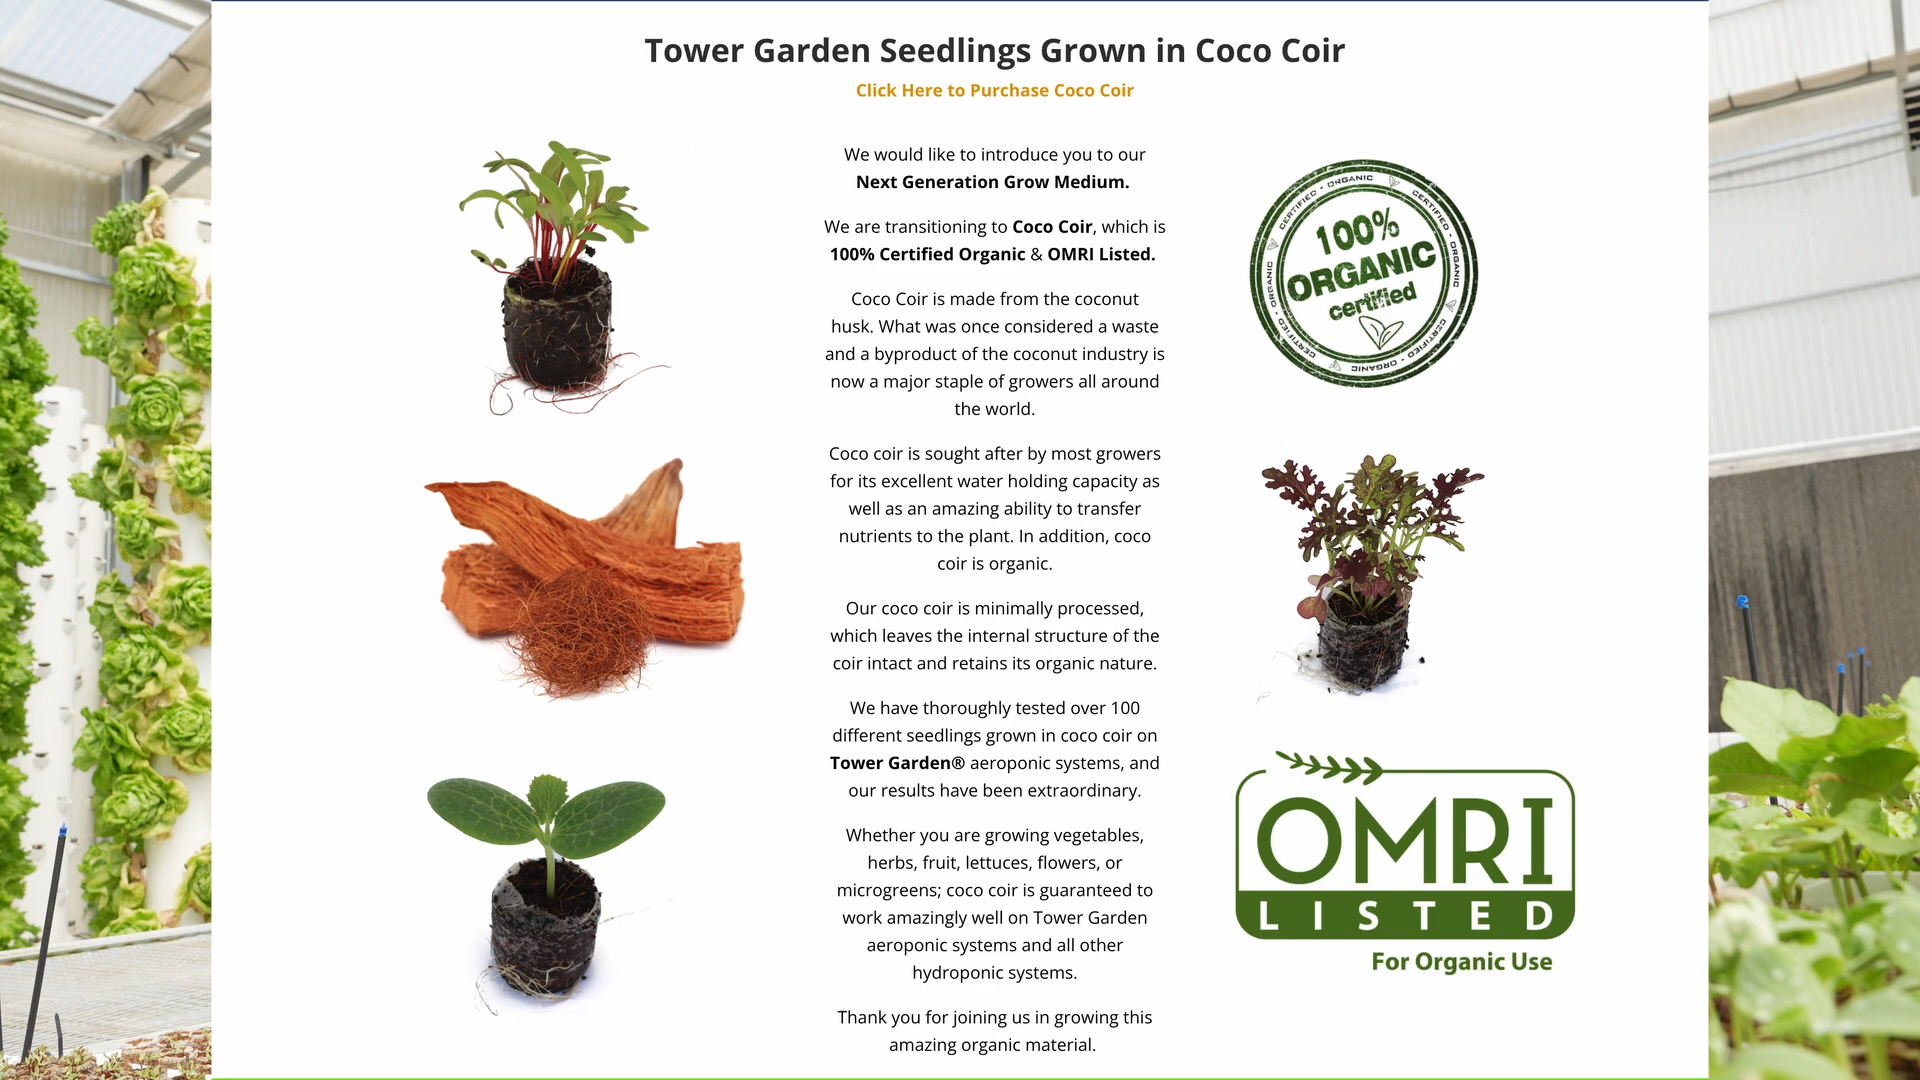 Tower Garden Seedlings Grown in Coco Coir
Click Here to Purchase Coco Coir
We would like to introduce you to our
Next Generation Grow Medium.
We are transitioning to Coco Coir, which is
100% Certified Organic & OMRI Listed.
Coco Coir is made from the coconut
husk. What was once considered a waste
and a byproduct of the coconut industry is
now a major staple of growers all around
the world.
Coco coir is sought after by most growers
for its excellent water holding capacity as
well as an amazing ability to transfer
nutrients to the plant. In addition, coco
coir is organic.
Our coco coir is minimally processed,
which leaves the internal structure of the
coir intact and retains its organic nature.
We have thoroughly tested over 100
different seedlings grown in coco coir on
Tower Garden® aeroponic systems, and
our results have been extraordinary.
Whether you are growing vegetables,
herbs, fruit, lettuces, flowers, or
microgreens; coco coir is guaranteed to
work amazingly well on Tower Garden
aeroponic systems and all other
hydroponic systems.
Thank you for joining us in growing this
amazing organic material.
CERTIFIED - ORGANIC
CERTIFIED - ORGANIC
CERTIFIED - ORGANIC
CERTIFIED - ORGANIC
100%
ORGANIC
certified
OMRI
LISTED
For Organic Use